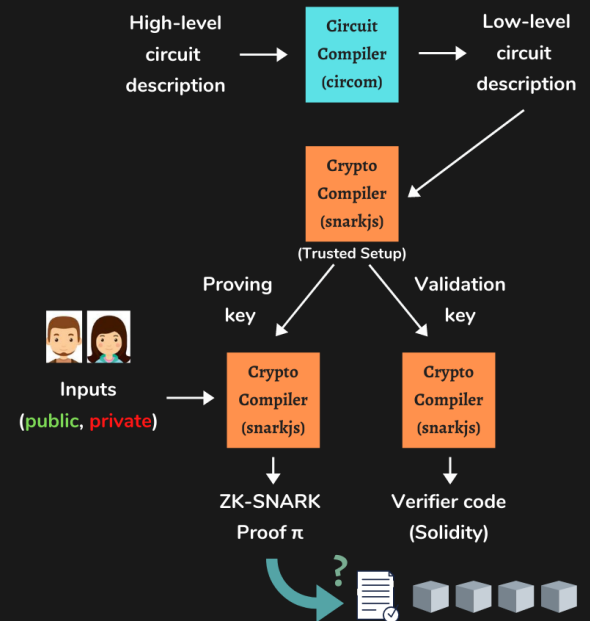 High-level
circuit
description
Circuit
Compiler
(circom)
Low-level
circuit
description
Crypto
Compiler
(snarkjs)
(Trusted Setup)
Proving
key
Validation
key
Inputs
(public, private)
Crypto
Compiler
(snarkjs)
Crypto
Compiler
(snarkjs)
ZK-SNARK
Proof π
Verifier code
(Solidity)
?